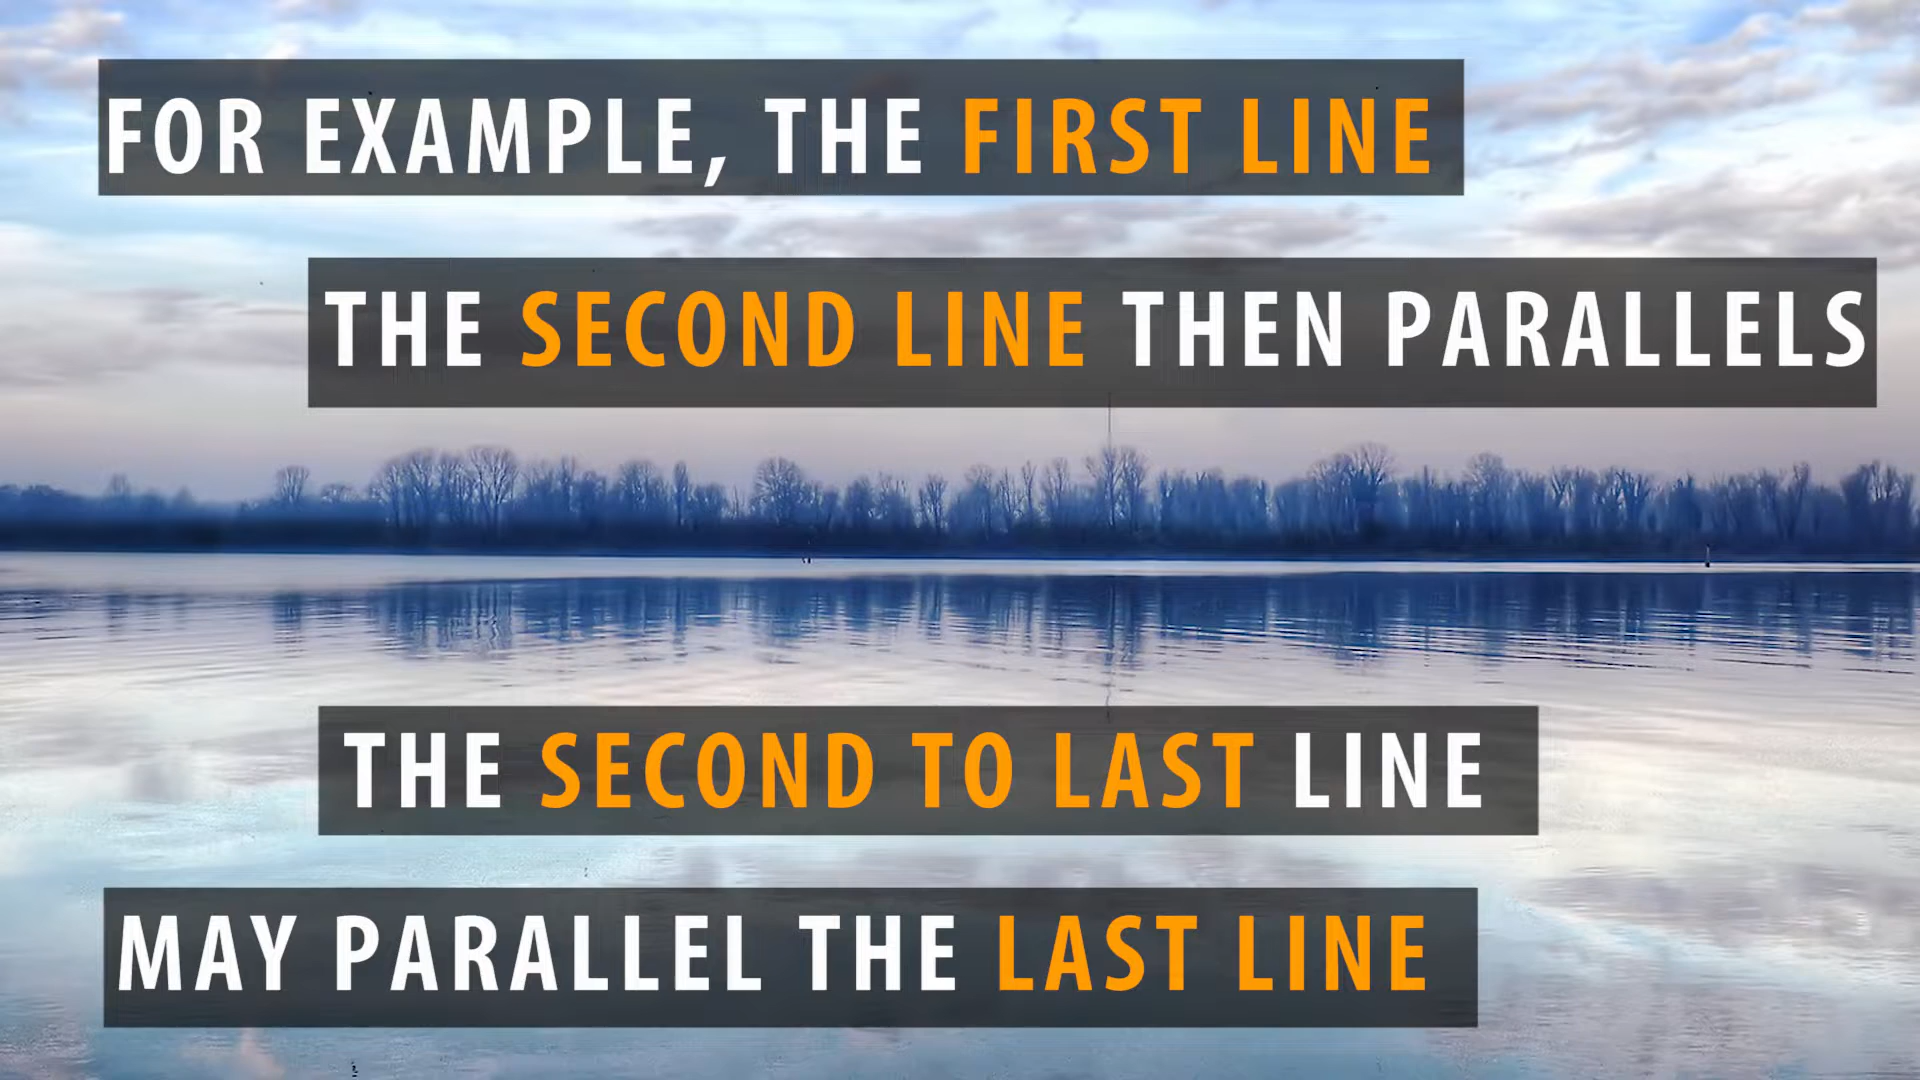 FOR EXAMPLE, THE FIRST LINE
THE SECOND LINE THEN PARALLELS
THE SECOND TO LAST LINE
MAY PARALLEL THE LAST LINE